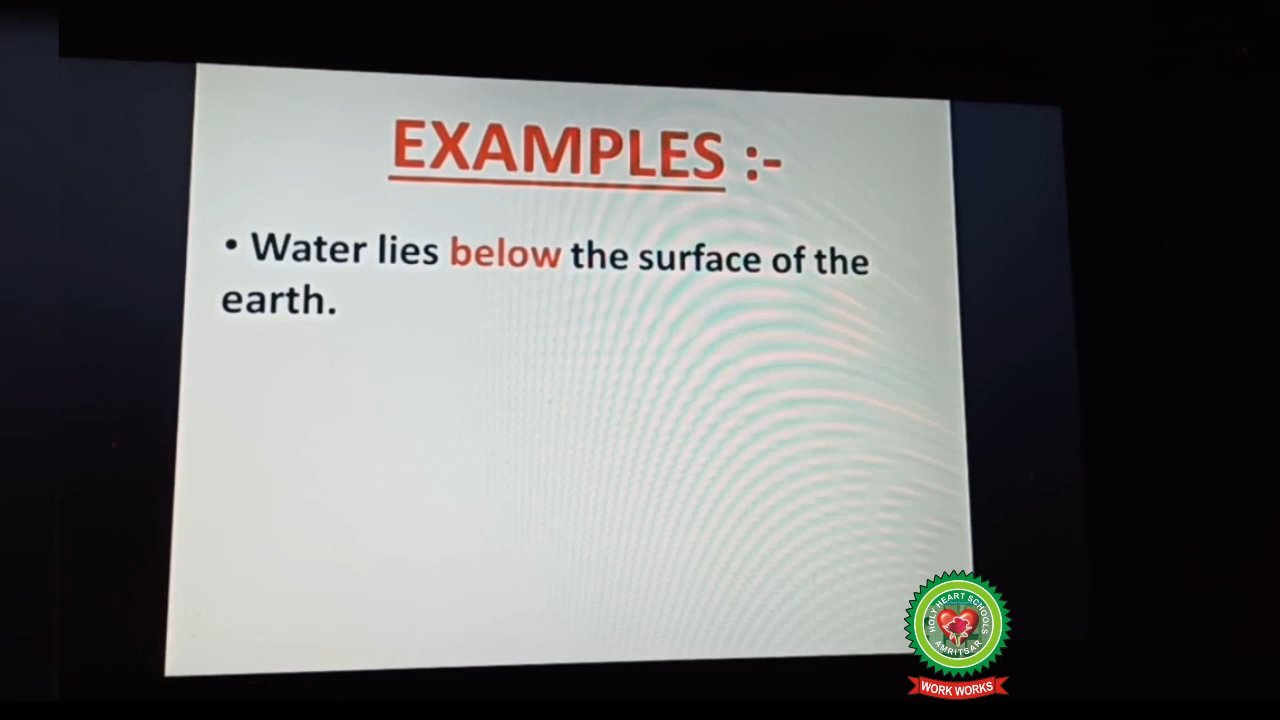 EXAMPLES :-
• Water lies below the surface of the
earth.
HOLY HEART SCHOOLS
AMRITSAR
WORK WORKS